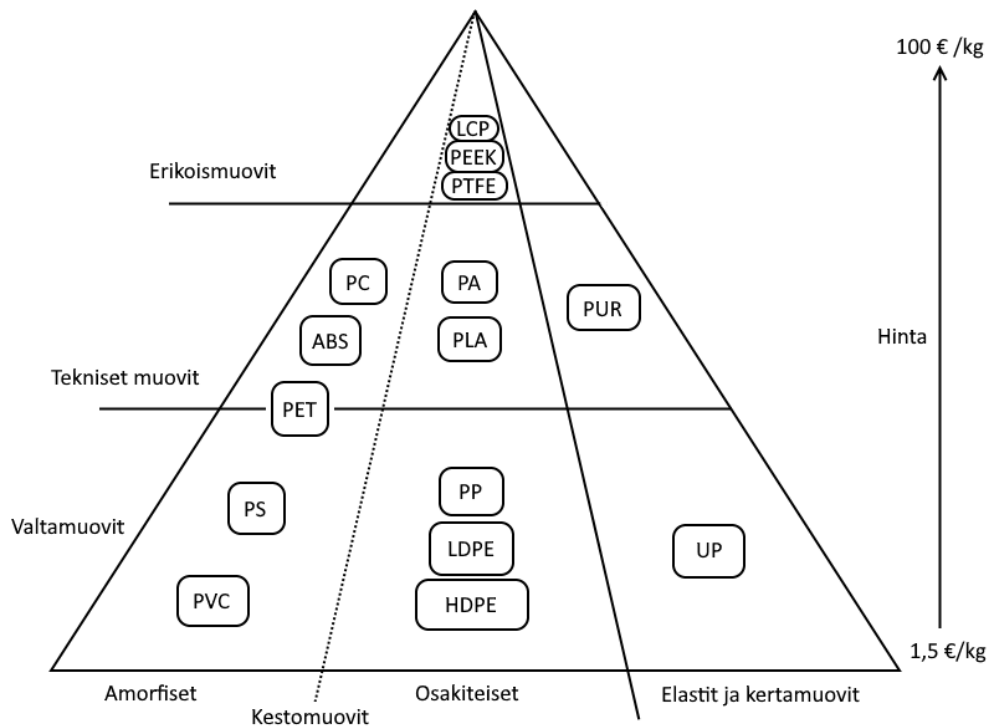 100 € /kg
LCP
PEEK
Erikoismuovit
PTFE
PC
PA
PUR
ABS
PLA
Hinta
Tekniset muovit
PET
PP
PS
Valtamuovit
LDPE
UP
PVC
HDPE
1,5 €/kg
Amorfiset
Osakiteiset
Elastit ja kertamuovit
Kestomuovit